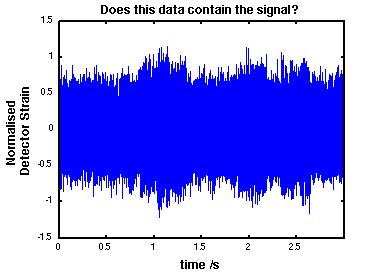 Does this data contain the signal?
1.5
1
0.5
0
-0.5
-1
-1.5
Normalised
Detector Strain
0 0.5 1 1.5 2 2.5
time /s